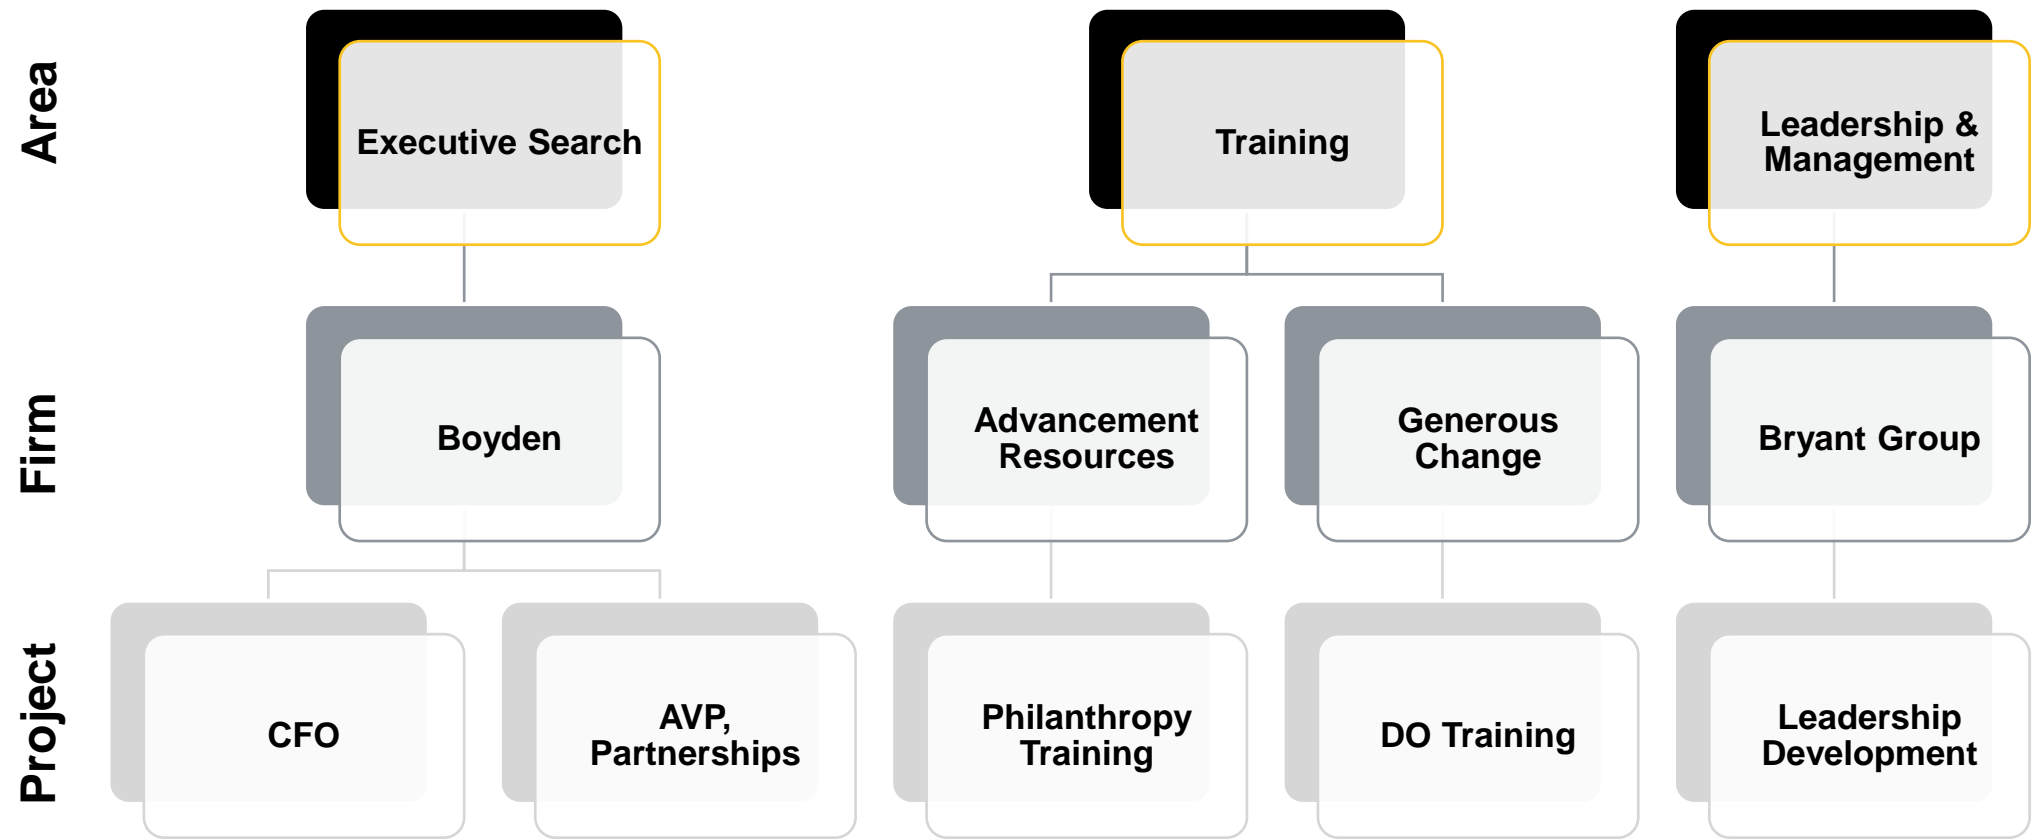 Area
Executive Search
Training
Leadership &
Management
Firm
Boyden
Advancement
Resources
Generous
Change
Bryant Group
Project
CFO
AVP,
Partnerships
Philanthropy
Training
DO Training
Leadership
Development